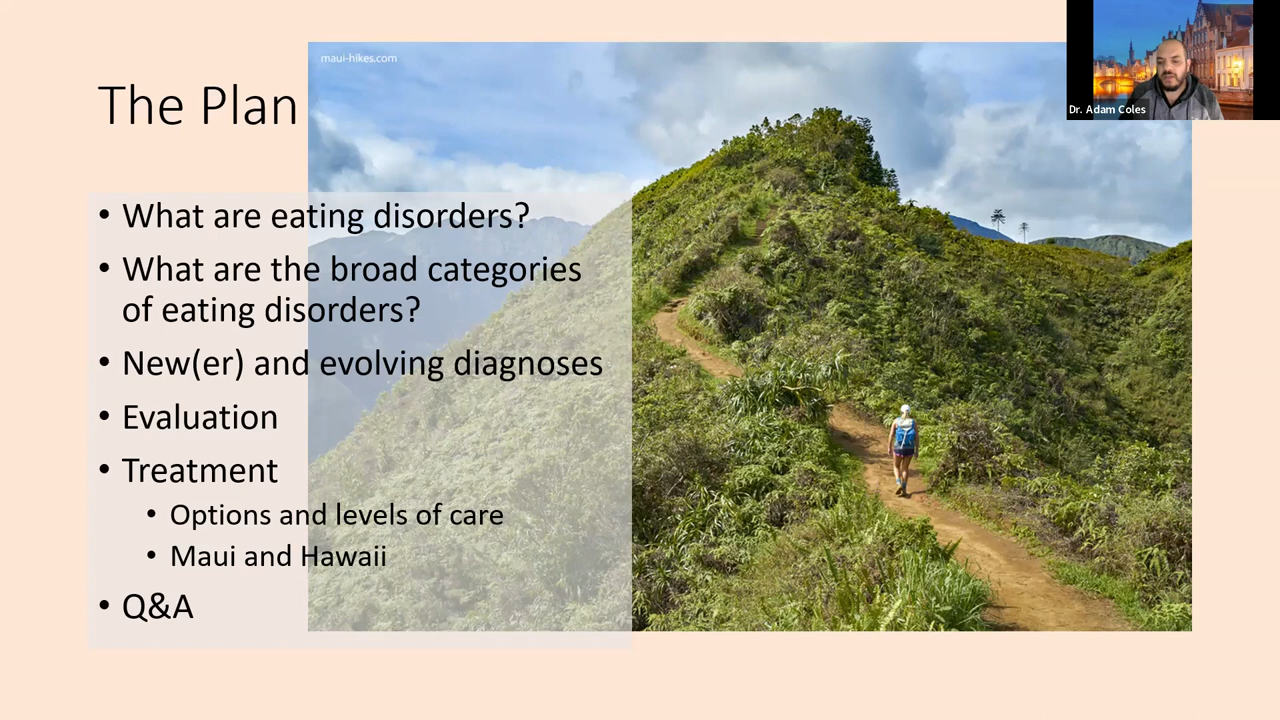 maui-hikes.com
The Plan
Dr. Adam Coles
• What are eating disorders?
• What are the broad categories
of eating disorders?
• New(er) and evolving diagnoses
• Evaluation
• Treatment
• Options and levels of care
• Maui and Hawaii
• Q&A